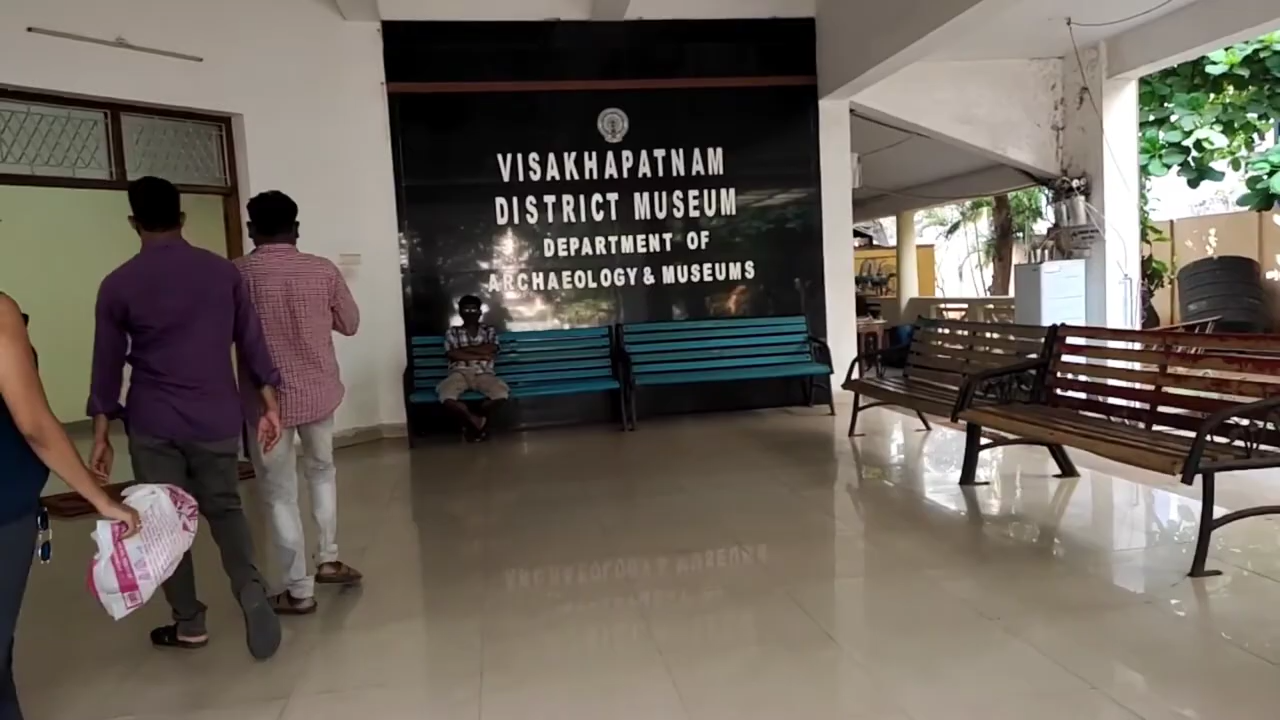 VISAKHAPATNAM
DISTRICT MUSEUM
DEPARTMENT OF
ARCHAEOLOGY & MUSEUMS